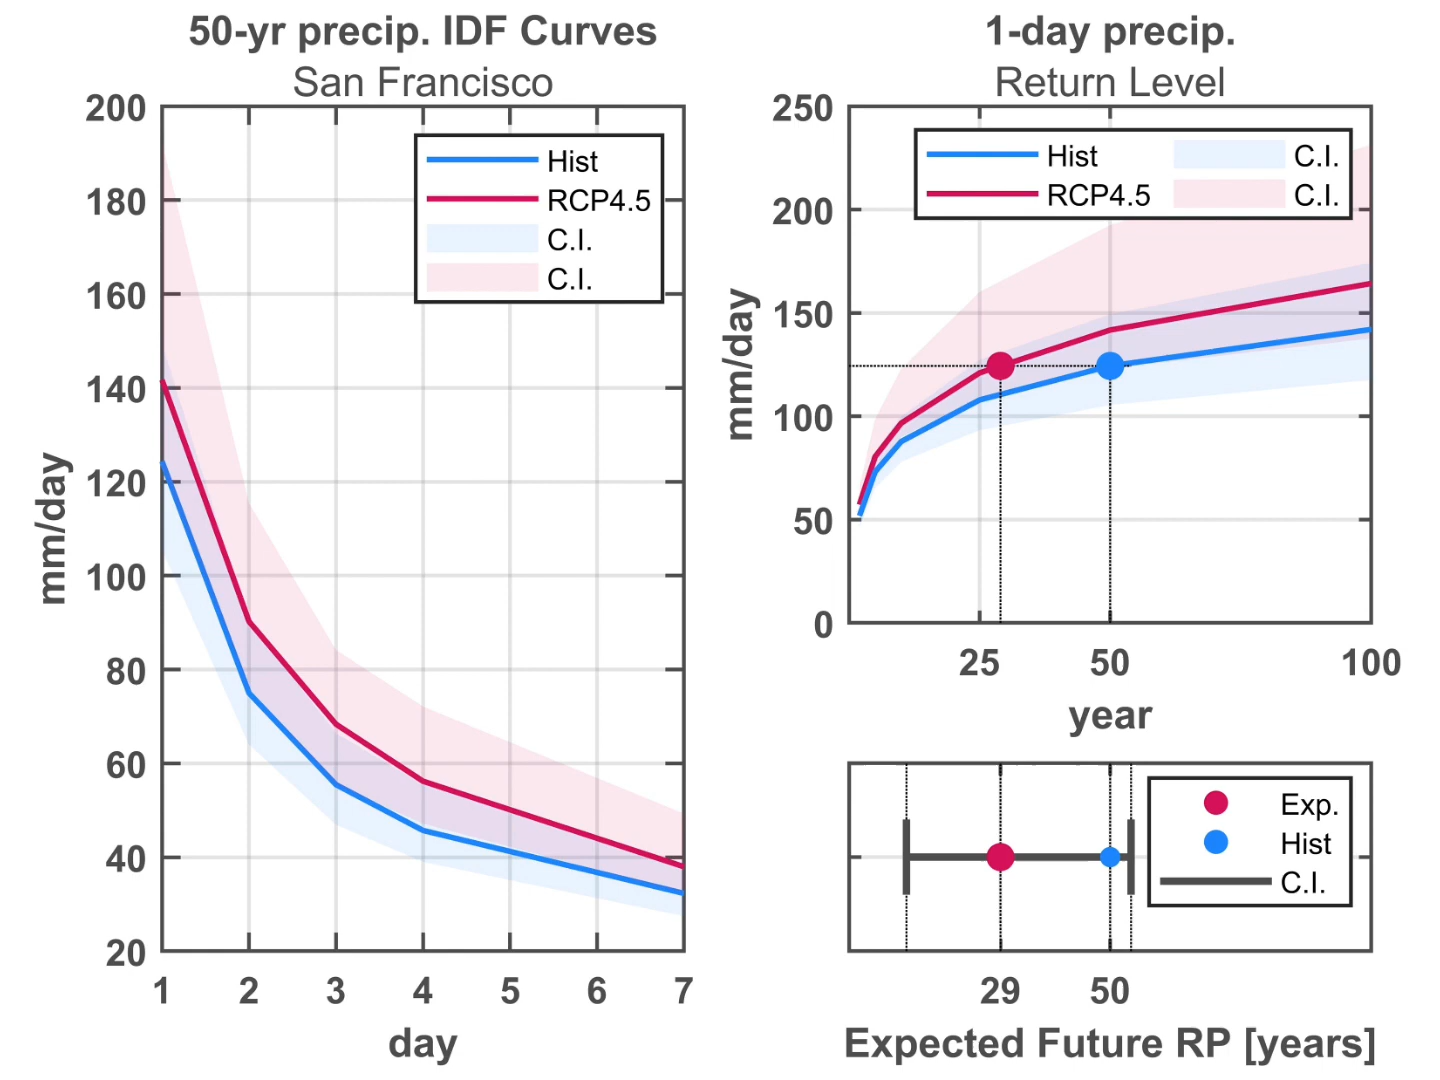 50-yr precip. IDF Curves
San Francisco
200
180
160
140
120
100
80
60
40
20
mm/day
Hist
RCP4.5
C.I.
C.I.
1 2 3 4 5 6 7
day
1-day precip.
Return Level
250
200
150
100
50
0
mm/day
Hist C.I.
RCP4.5 C.I.
25 50 100
year
Exp.
Hist
C.I.
29 50
Expected Future RP [years]